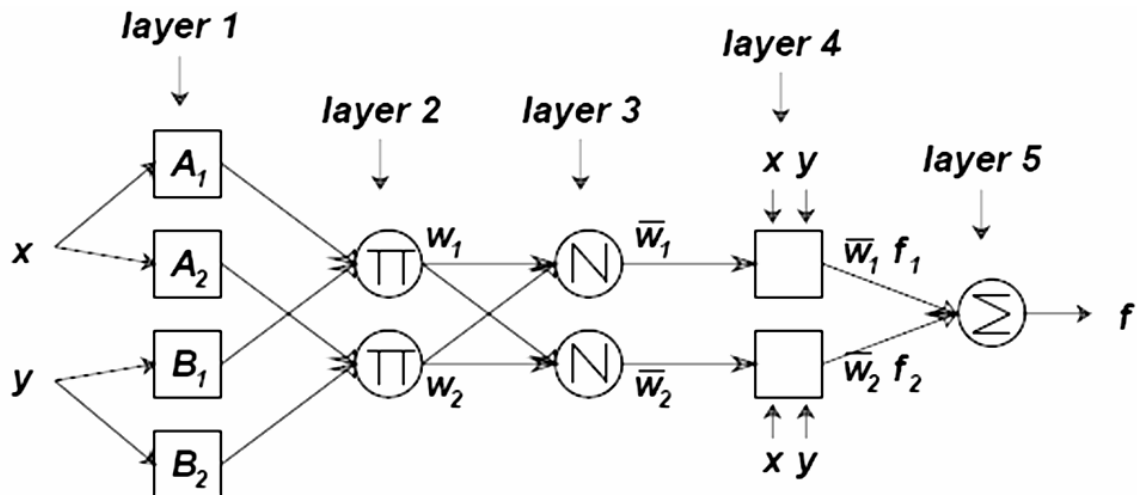 layer 1
layer 4
layer 2
layer 3
x y
layer 5
A₁
x
A₂
Π
w₁
N
w̅₁
w̅₁ f₁
Σ
f
y
B₁
Π
w₂
N
w̅₂
w̅₂ f₂
B₂
x y